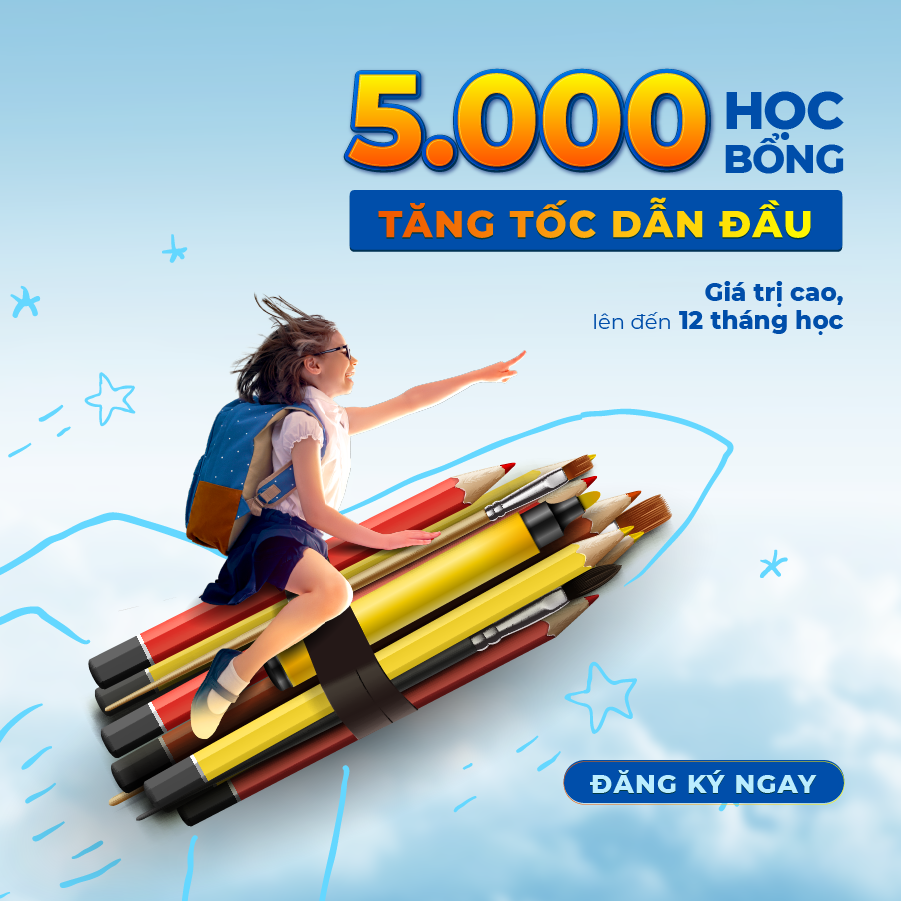 5.000 HỌC BỔNG
TĂNG TỐC DẪN ĐẦU
Giá trị cao,
lên đến 12 tháng học
ĐĂNG KÝ NGAY